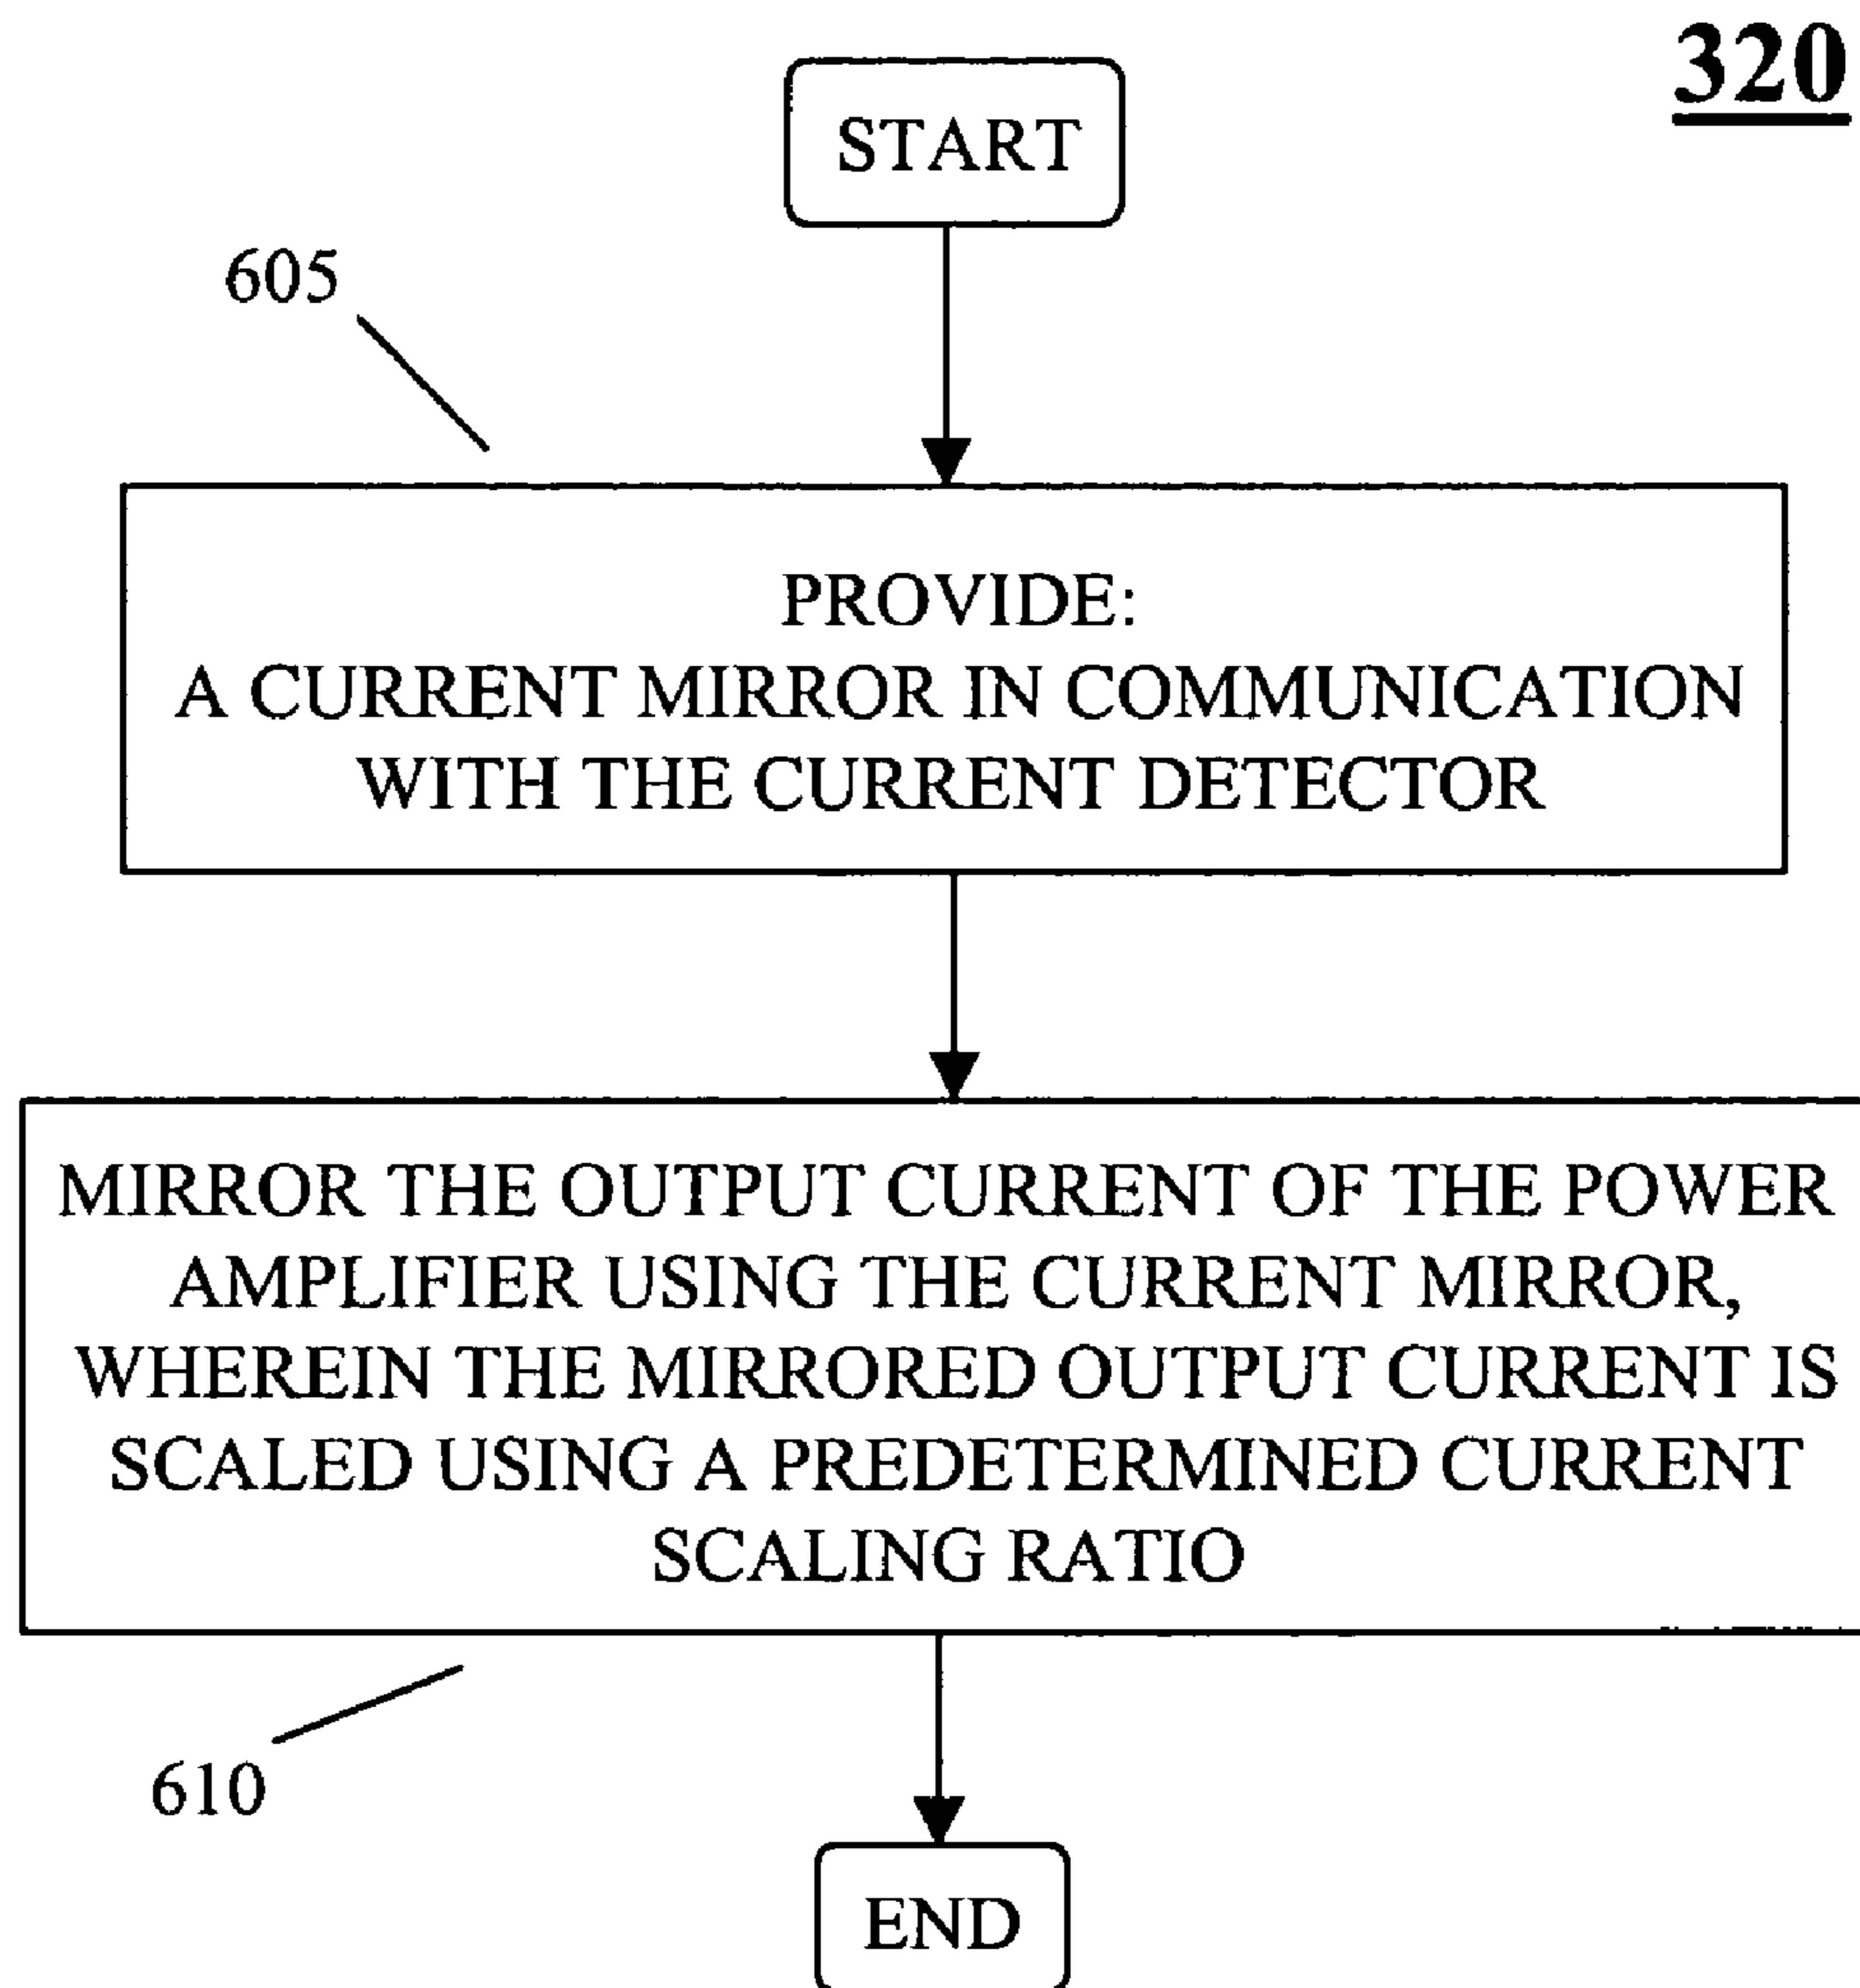 320
START
605
PROVIDE:
A CURRENT MIRROR IN COMMUNICATION
WITH THE CURRENT DETECTOR
MIRROR THE OUTPUT CURRENT OF THE POWER
AMPLIFIER USING THE CURRENT MIRROR,
WHEREIN THE MIRRORED OUTPUT CURRENT IS
SCALED USING A PREDETERMINED CURRENT
SCALING RATIO
610
END